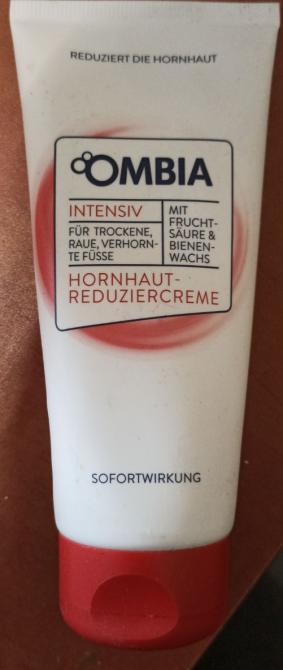 REDUZIERT DIE HORNHAUT
OMBIA
INTENSIV
FÜR TROCKENE,
RAUE, VERHORN-
TE FÜSSE
MIT
FRUCHT-
SÄURE &
BIENEN-
WACHS
HORNHAUT-
REDUZIERCREME
SOFORTWIRKUNG